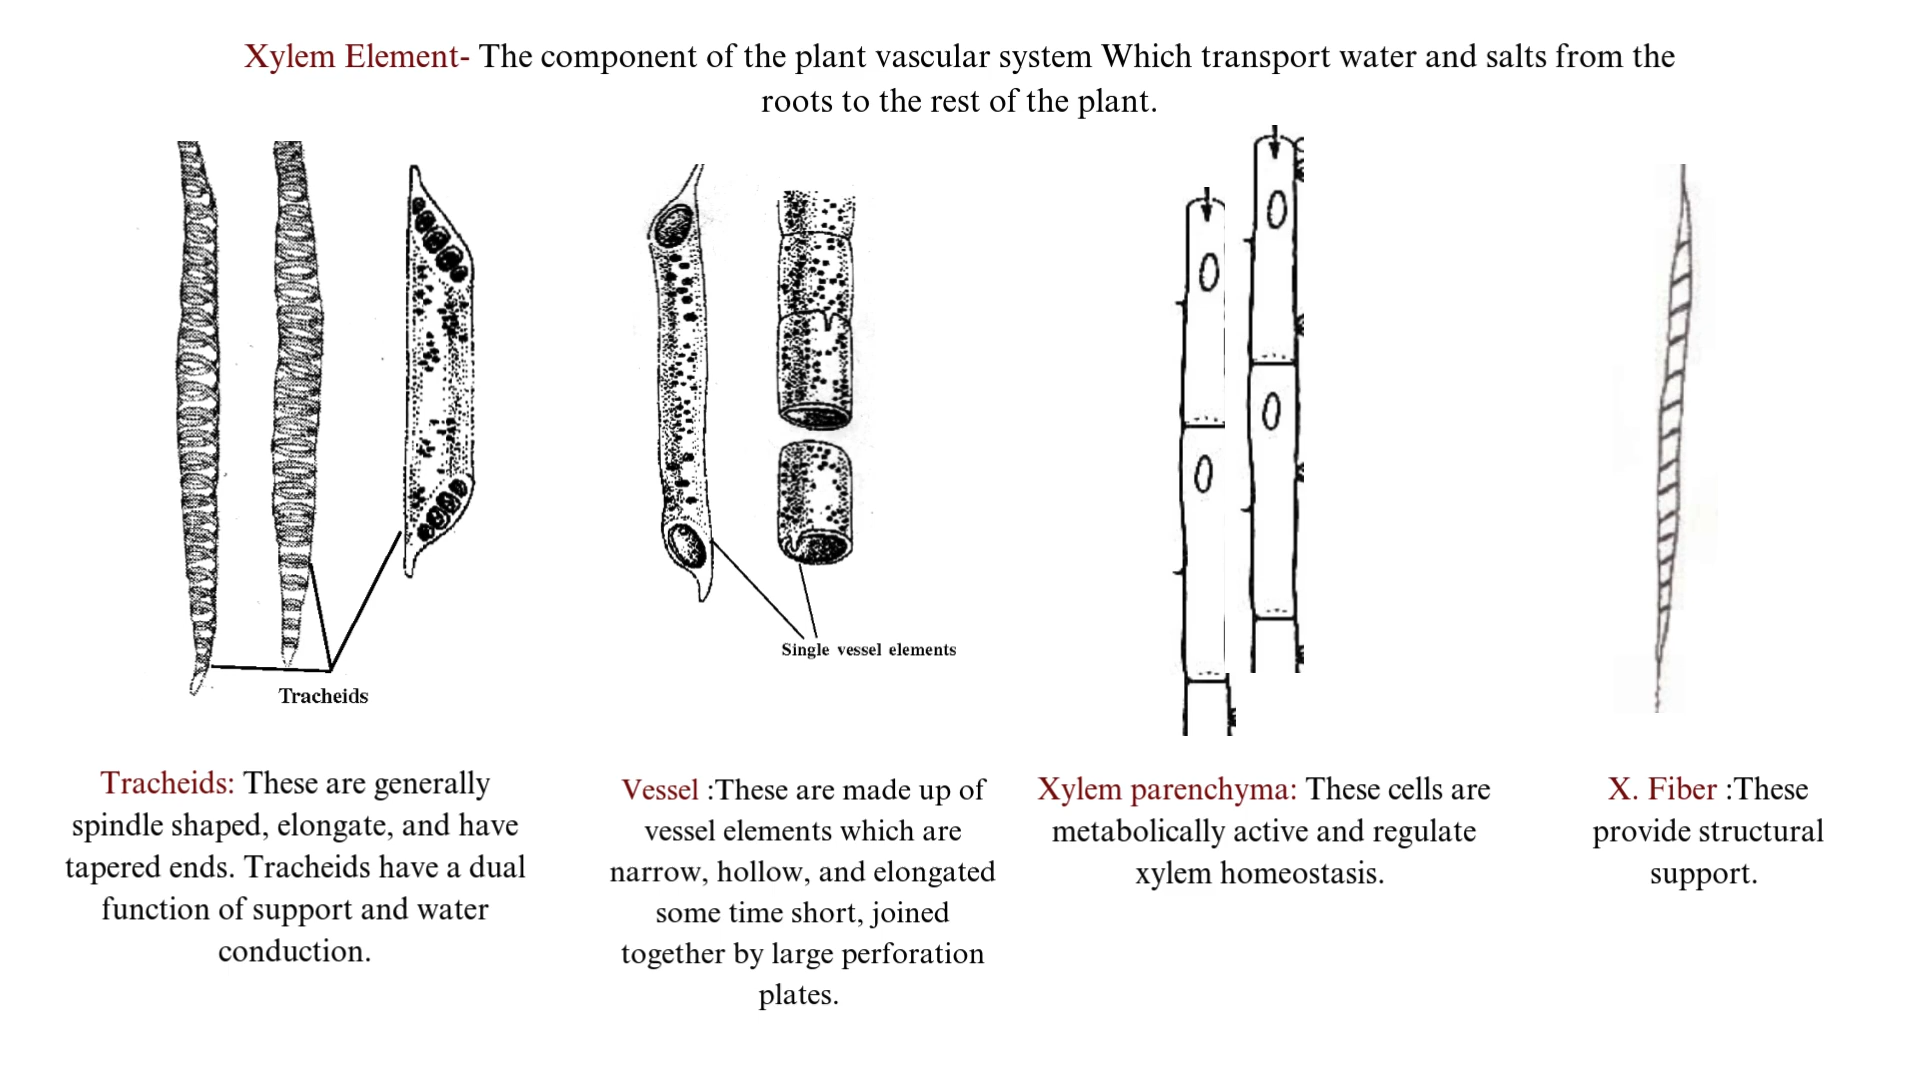 Xylem Element- The component of the plant vascular system Which transport water and salts from the
roots to the rest of the plant.
Tracheids
Single vessel elements
Tracheids: These are generally
spindle shaped, elongate, and have
tapered ends. Tracheids have a dual
function of support and water
conduction.
Vessel :These are made up of
vessel elements which are
narrow, hollow, and elongated
some time short, joined
together by large perforation
plates.
Xylem parenchyma: These cells are
metabolically active and regulate
xylem homeostasis.
X. Fiber :These
provide structural
support.